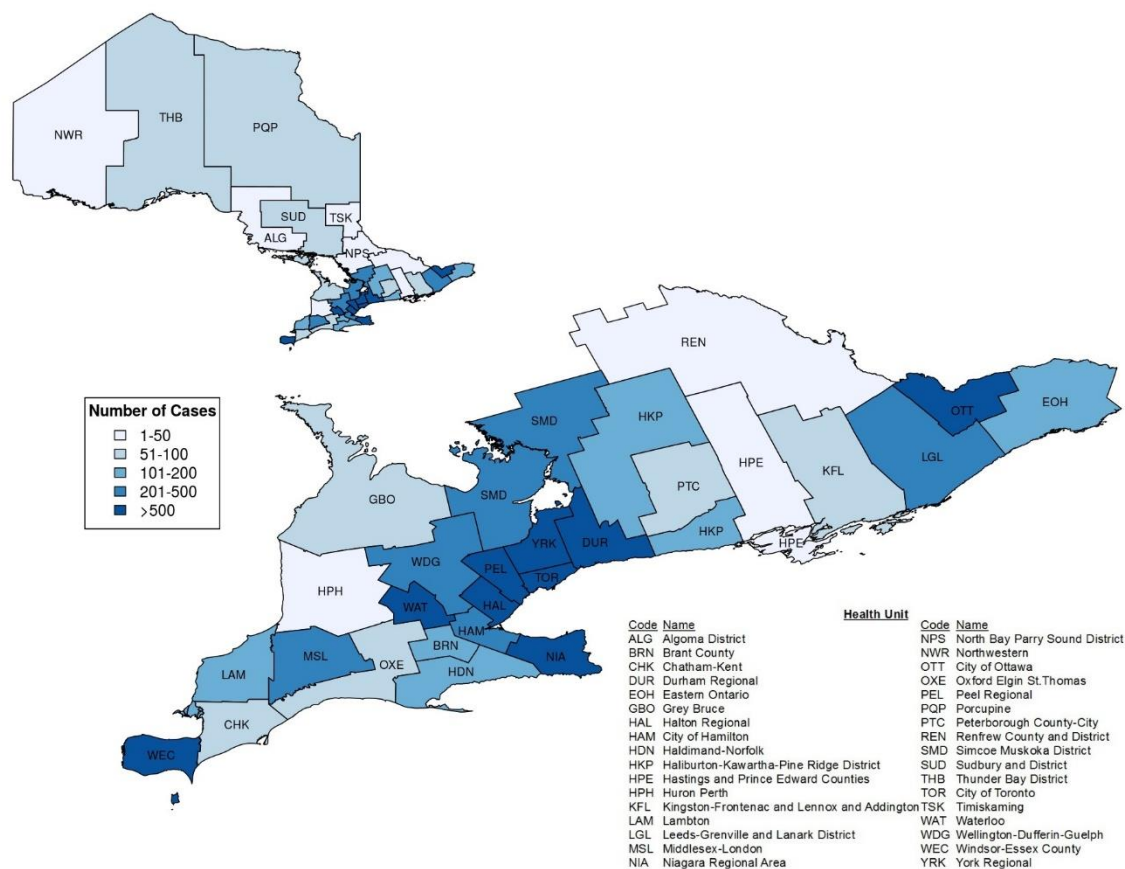 NWR
THB
PQP
SUD
TSK
ALG
NPS
REN
Number of Cases
1-50
51-100
101-200
201-500
>500
SMD
HKP
OTT
EOH
LGL
HPE
KFL
GBO
SMD
PTC
HKP
HPE
YRK
DUR
WDG
PEL
TOR
HPH
WAT
HAL
HAM
BRN
MSL
OXE
NIA
LAM
HDN
CHK
WEC
Health Unit
Code Name Code Name
ALG Algoma District NPS North Bay Parry Sound District
BRN Brant County NWR Northwestern
CHK Chatham-Kent OTT City of Ottawa
DUR Durham Regional OXE Oxford Elgin St.Thomas
EOH Eastern Ontario PEL Peel Regional
GBO Grey Bruce PQP Porcupine
HAL Halton Regional PTC Peterborough County-City
HAM City of Hamilton REN Renfrew County and District
HDN Haldimand-Norfolk SMD Simcoe Muskoka District
HKP Haliburton-Kawartha-Pine Ridge District SUD Sudbury and District
HPE Hastings and Prince Edward Counties THB Thunder Bay District
HPH Huron Perth TOR City of Toronto
KFL Kingston-Frontenac and Lennox and Addington TSK Timiskaming
LAM Lambton WAT Waterloo
LGL Leeds-Grenville and Lanark District WDG Wellington-Dufferin-Guelph
MSL Middlesex-London WEC Windsor-Essex County
NIA Niagara Regional Area YRK York Regional